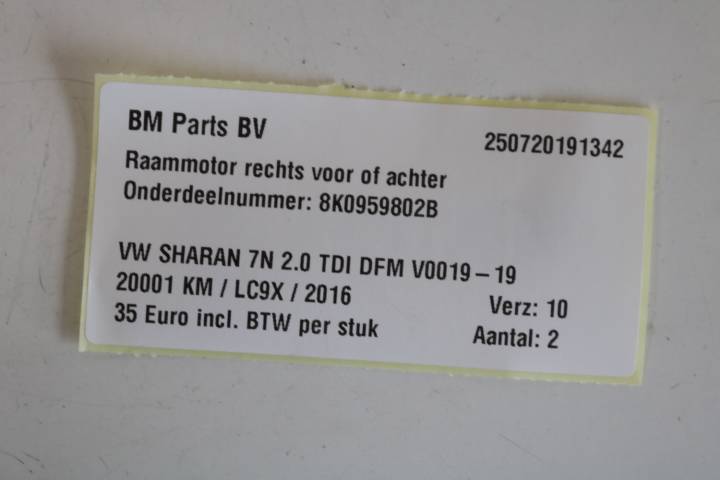 BM Parts BV
250720191342
Raammotor rechts voor of achter
Onderdeelnummer: 8K0959802B
VW SHARAN 7N 2.0 TDI DFM V0019-19
20001 KM / LC9X / 2016
Verz: 10
35 Euro incl. BTW per stuk
Aantal: 2